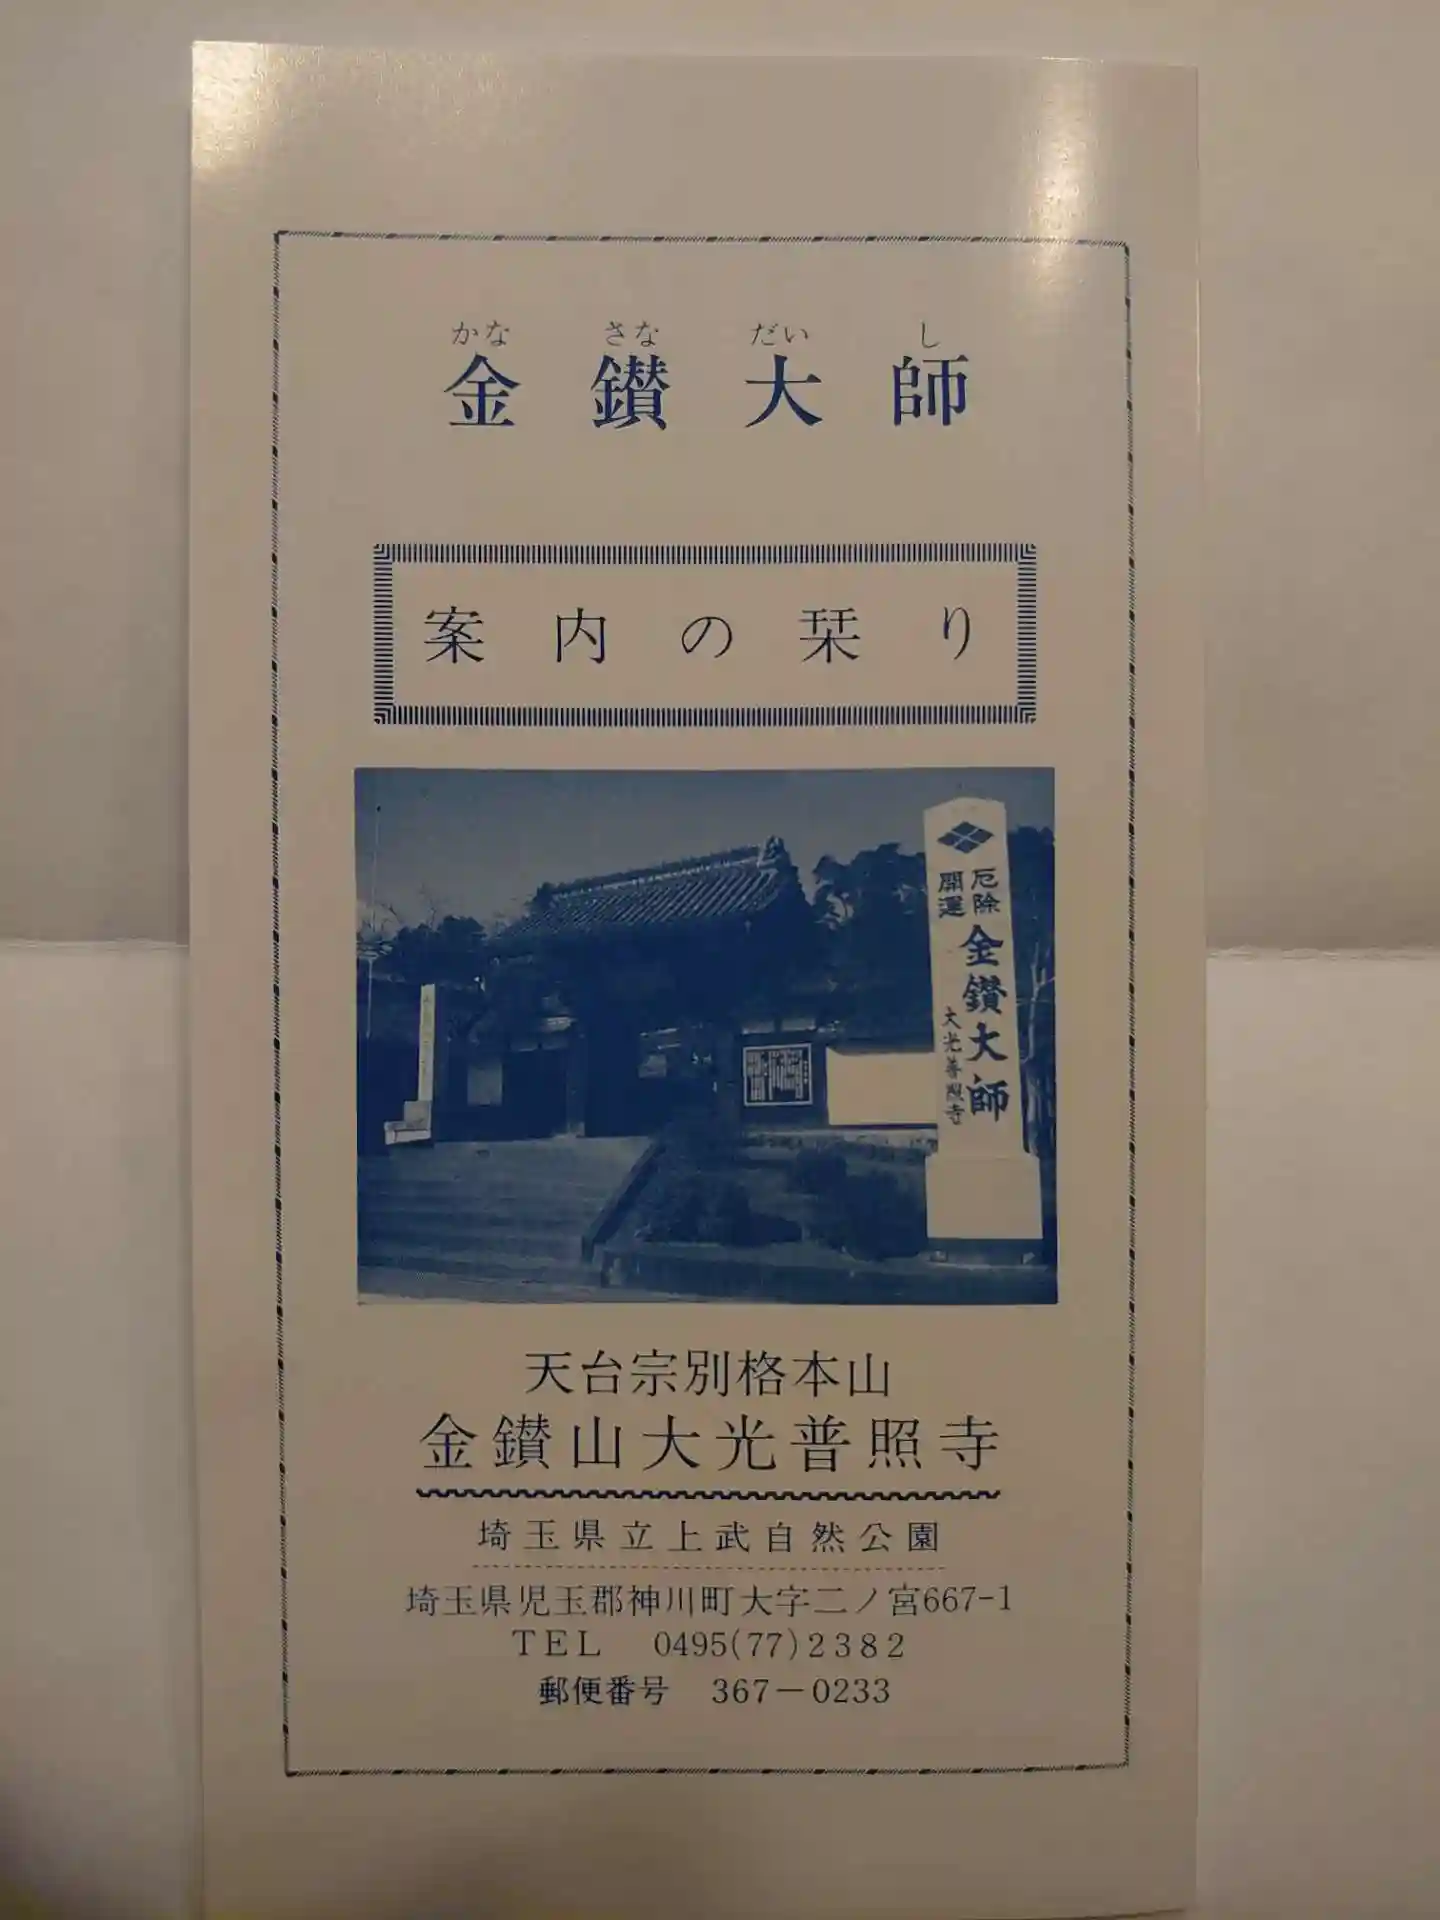 かな さな だい し
金鑚大師
案内の栞り
厄除
開運
金鑚大師
大光普照寺
天台宗別格本山
金鑚山大光普照寺
埼玉県立上武自然公園
埼玉県児玉郡神川町大字二ノ宮667-1
TEL 0495(77)2382
郵便番号 367-0233